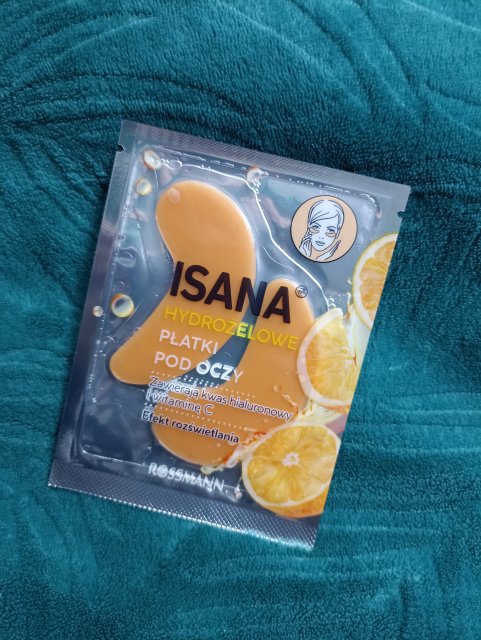 ISANA®
HYDROŻELOWE
PŁATKI
POD OCZY
Zawierają kwas hialuronowy
i witaminę C
Efekt rozświetlania
ROSSMANN